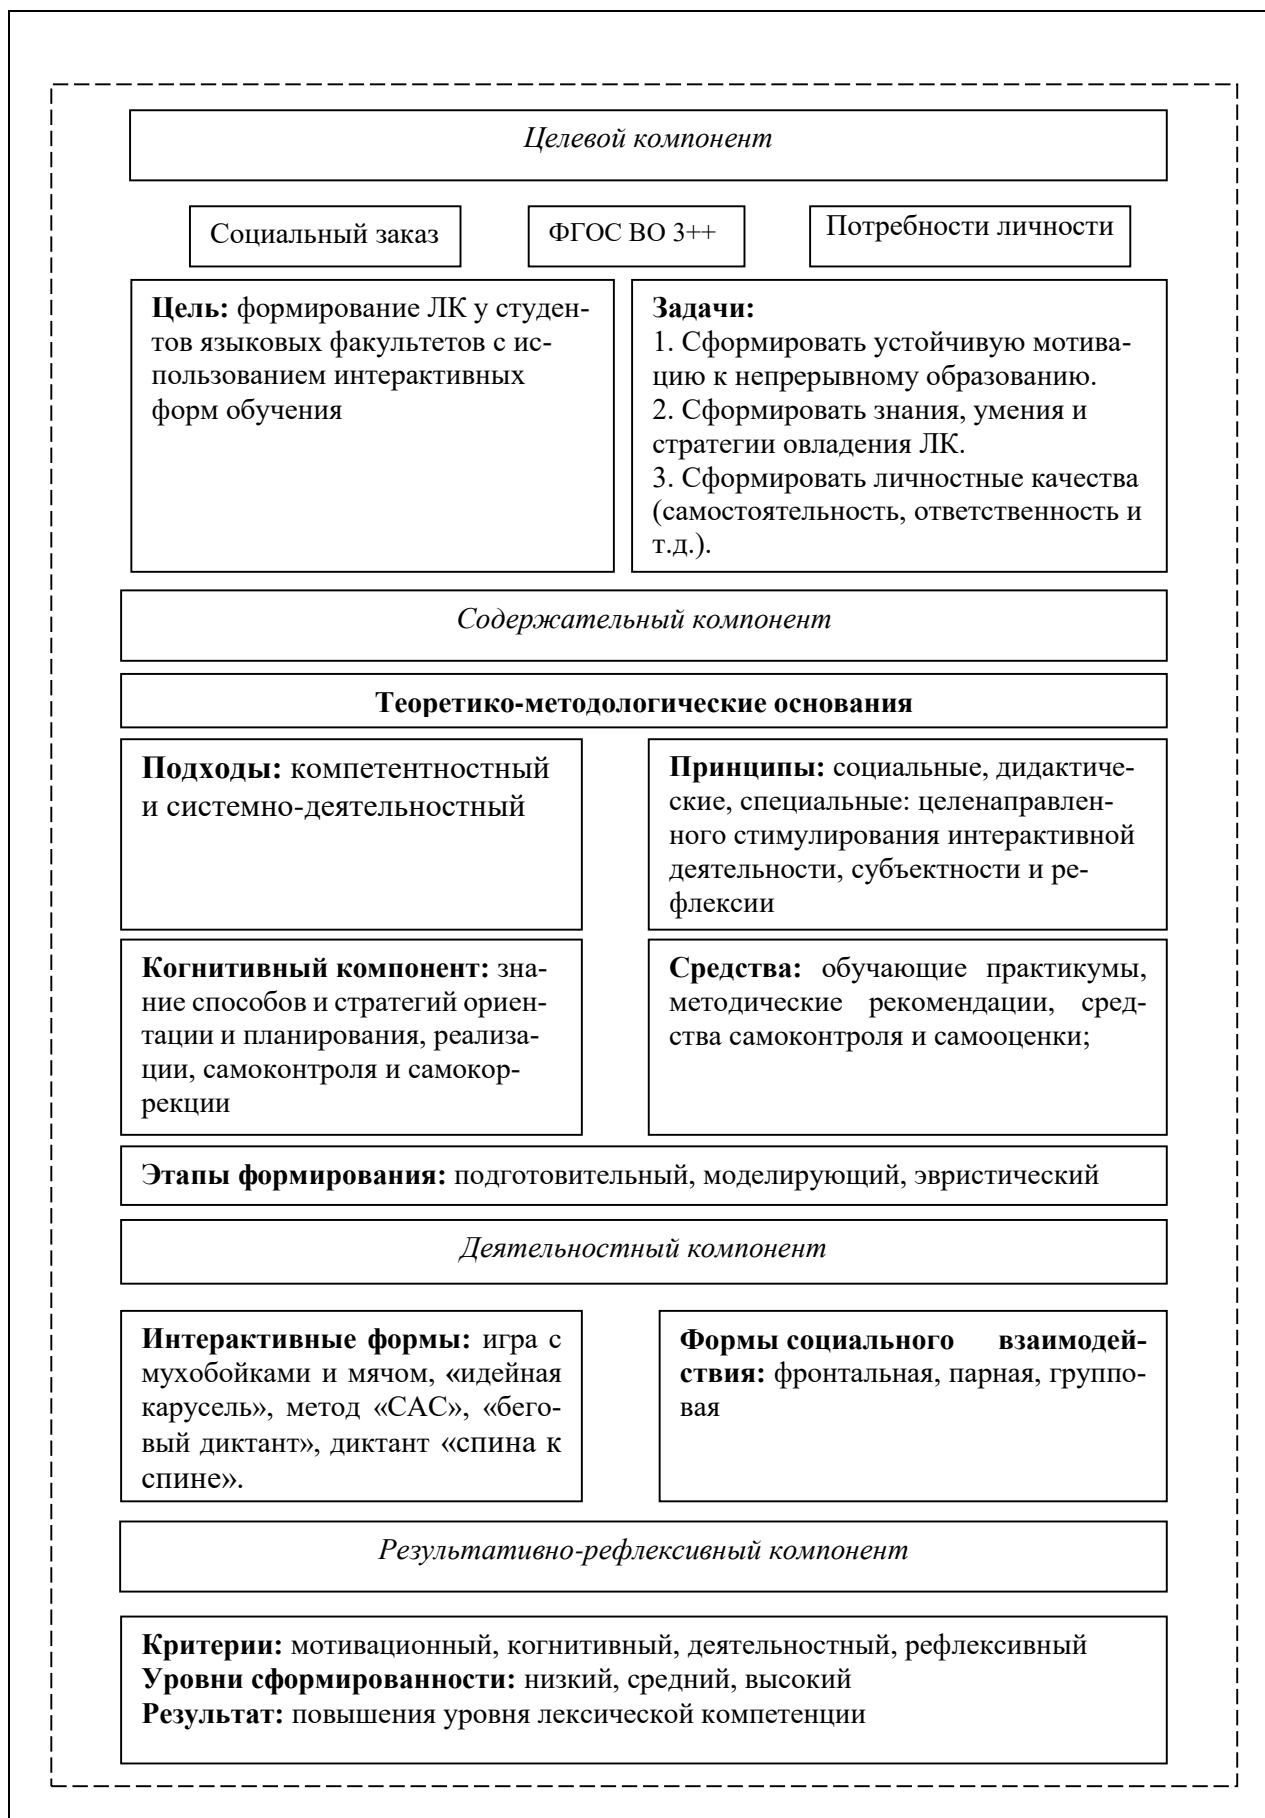 Целевой компонент
Социальный заказ
ФГОС ВО 3++
Потребности личности
Цель: формирование ЛК у студен-
тов языковых факультетов с ис-
пользованием интерактивных
форм обучения
Задачи:
1. Сформировать устойчивую мотива-
цию к непрерывному образованию.
2. Сформировать знания, умения и
стратегии овладения ЛК.
3. Сформировать личностные качества
(самостоятельность, ответственность и
т.д.).
Содержательный компонент
Теоретико-методологические основания
Подходы: компетентностный
и системно-деятельностный
Принципы: социальные, дидактиче-
ские, специальные: целенаправлен-
ного стимулирования интерактивной
деятельности, субъектности и ре-
флексии
Когнитивный компонент: зна-
ние способов и стратегий ориен-
тации и планирования, реализа-
ции, самоконтроля и самокор-
рекции
Средства: обучающие практикумы,
методические рекомендации, сред-
ства самоконтроля и самооценки;
Этапы формирования: подготовительный, моделирующий, эвристический
Деятельностный компонент
Интерактивные формы: игра с
мухобойками и мячом, «идейная
карусель», метод «САС», «бего-
вый диктант», диктант «спина к
спине».
Формы социального взаимодей-
ствия: фронтальная, парная, группо-
вая
Результативно-рефлексивный компонент
Критерии: мотивационный, когнитивный, деятельностный, рефлексивный
Уровни сформированности: низкий, средний, высокий
Результат: повышения уровня лексической компетенции